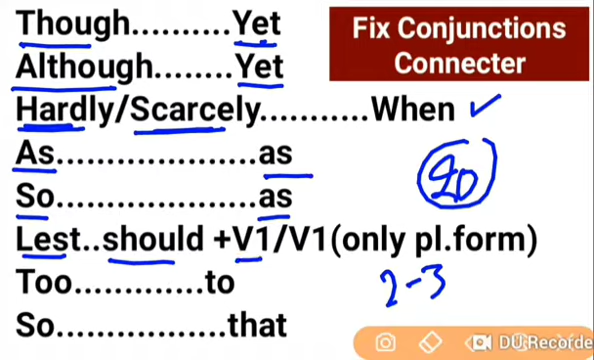 Though..........Yet
Fix Conjunctions
Connecter
Although........Yet
Hardly/Scarcely...........When
As.....................as
So.....................as
20
Lest..should +V1/V1(only pl.form)
Too.............to
2-3
So.................that
DU Recorde